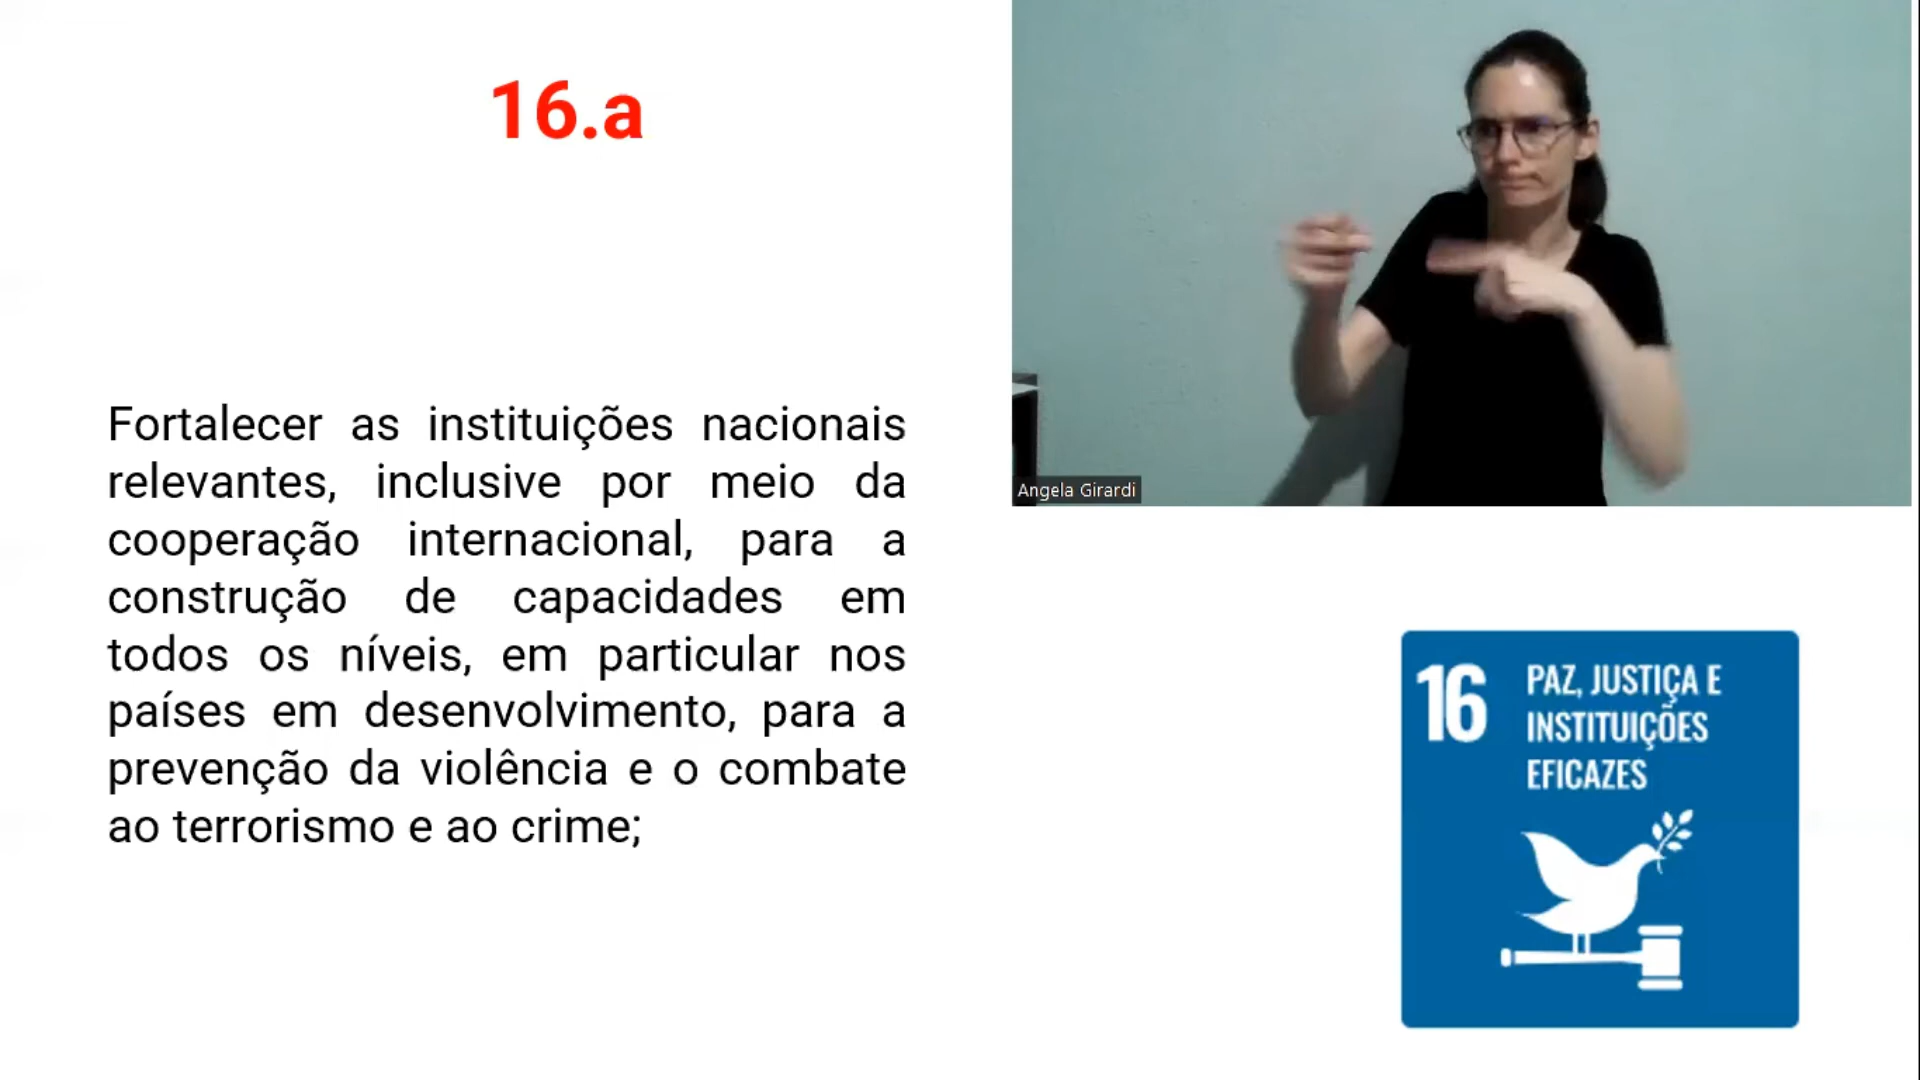 16.a
Fortalecer as instituições nacionais
relevantes, inclusive por meio da
cooperação internacional, para a
construção de capacidades em
todos os níveis, em particular nos
países em desenvolvimento, para a
prevenção da violência e o combate
ao terrorismo e ao crime;
Angela Girardi
16
PAZ, JUSTIÇA E
INSTITUIÇÕES
EFICAZES